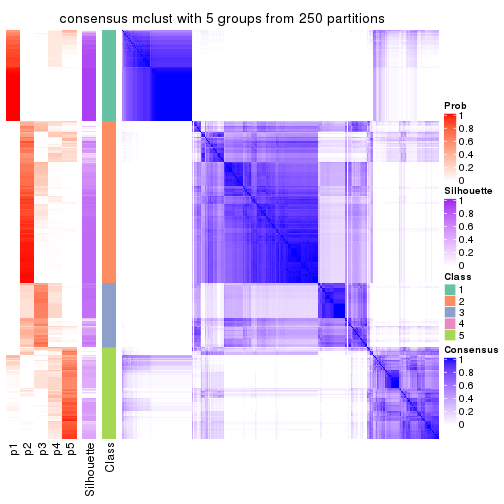 consensus mclust with 5 groups from 250 partitions
Prob
1
0.8
0.6
0.4
0.2
0
Silhouette
1
0.8
0.6
0.4
0.2
0
Class
1
2
3
4
5
Consensus
1
0.8
0.6
0.4
0.2
0
p1
p2
p3
p4
p5
Silhouette
Class